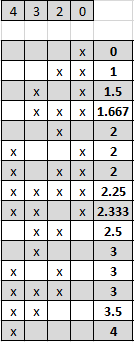 4 3 2 0
x 0
x x 1
x x 1.5
x x x 1.667
x 2
x x 2
x x x 2
x x x x 2.25
x x x 2.333
x x 2.5
x 3
x x 3
x x x 3
x x 3.5
x 4